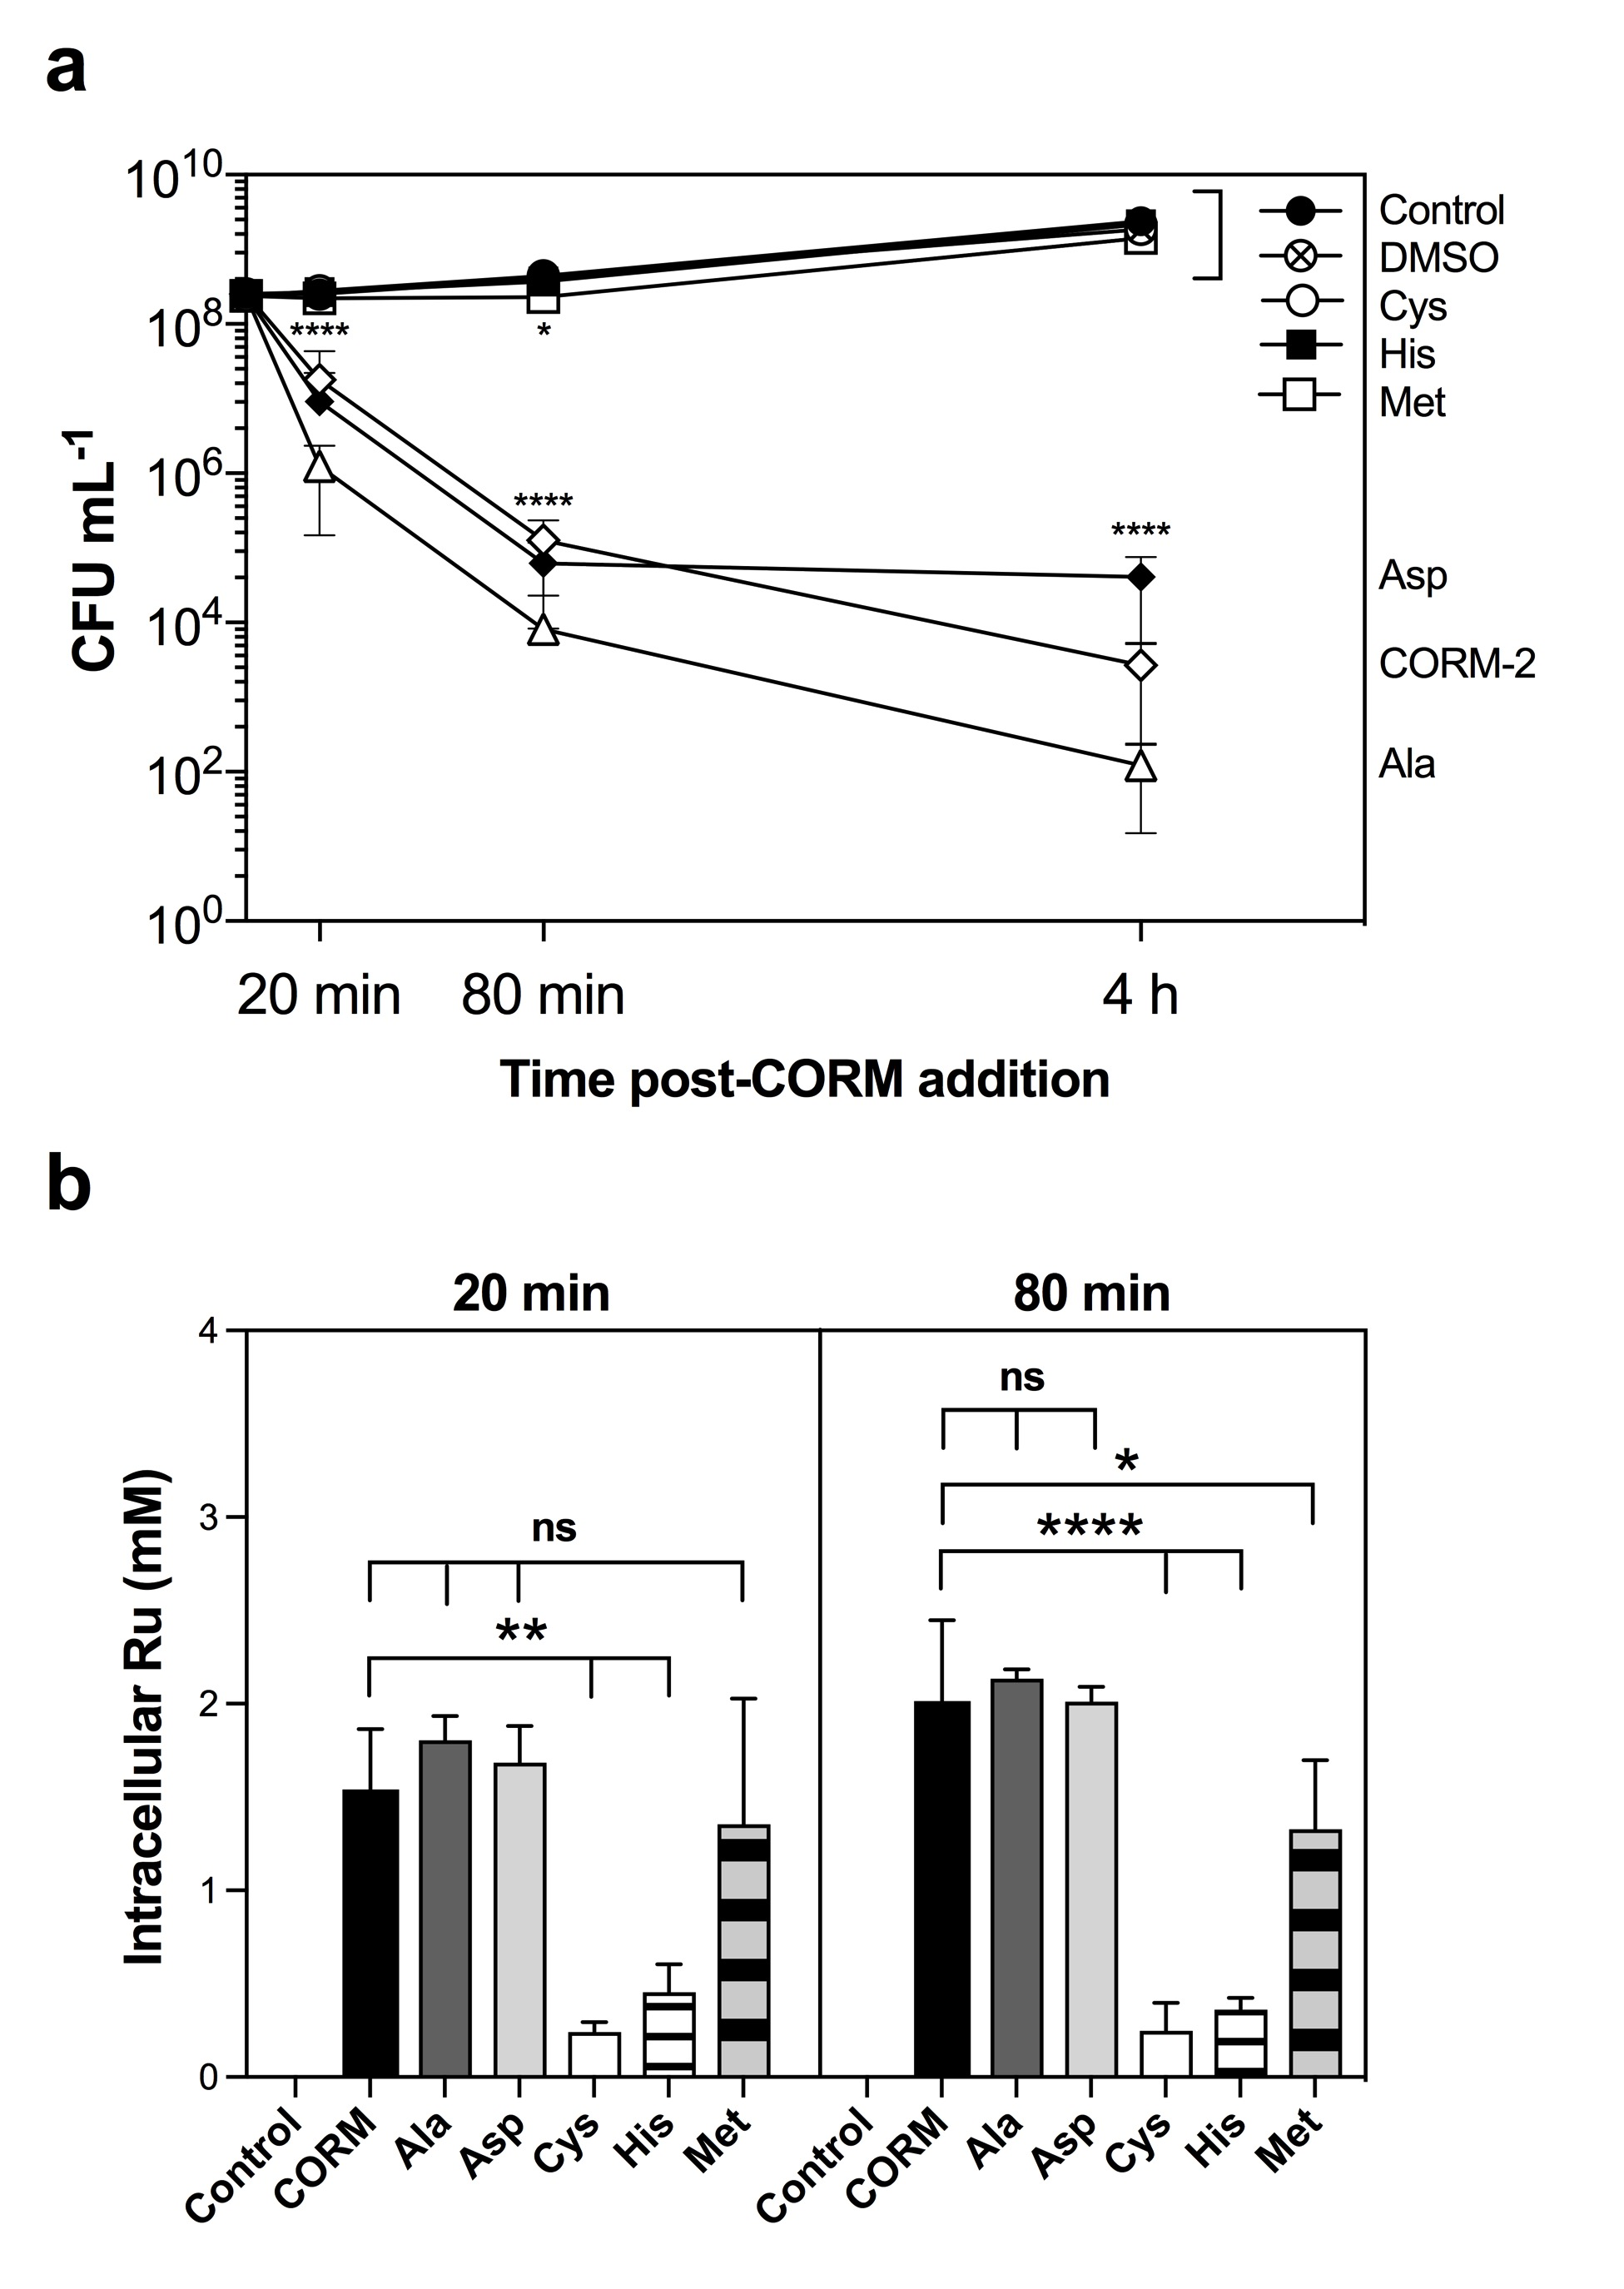 a
10^10
10^8
10^6
10^4
10^2
10^0
CFU mL^-1
****
*
****
****
Control
DMSO
Cys
His
Met
Asp
CORM-2
Ala
20 min 80 min 4 h
Time post-CORM addition
b
20 min 80 min
4
3
2
1
0
Intracellular Ru (mM)
ns
**
ns
*
****
Control CORM Ala Asp Cys His Met Control CORM Ala Asp Cys His Met